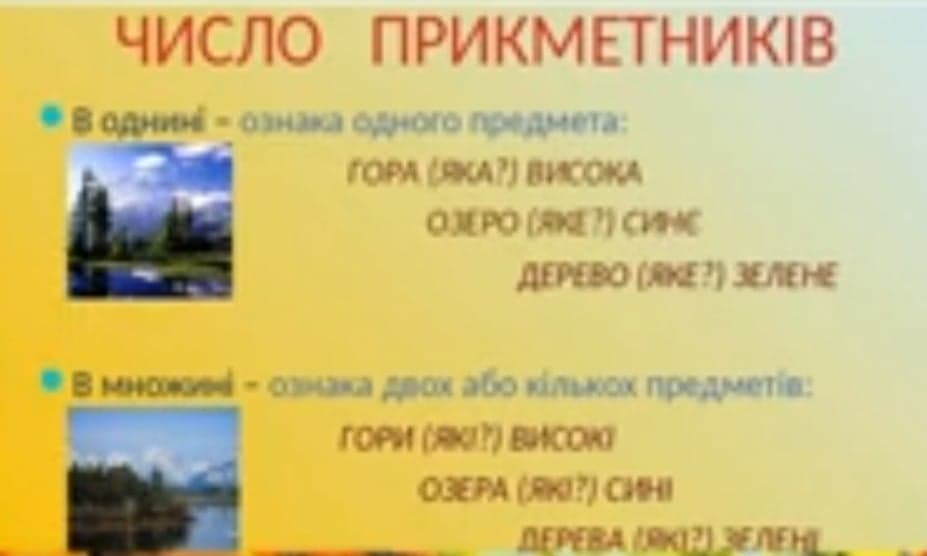 ЧИСЛО ПРИКМЕТНИКІВ
В однині – ознака одного предмета:
ГОРА (ЯКА?) ВИСОКА
ОЗЕРО (ЯКЕ?) СИНЄ
ДЕРЕВО (ЯКЕ?) ЗЕЛЕНЕ
В множині – ознака двох або кількох предметів:
ГОРИ (ЯКІ?) ВИСОКІ
ОЗЕРА (ЯКІ?) СИНІ
ДЕРЕВА (ЯКІ?) ЗЕЛЕНІ